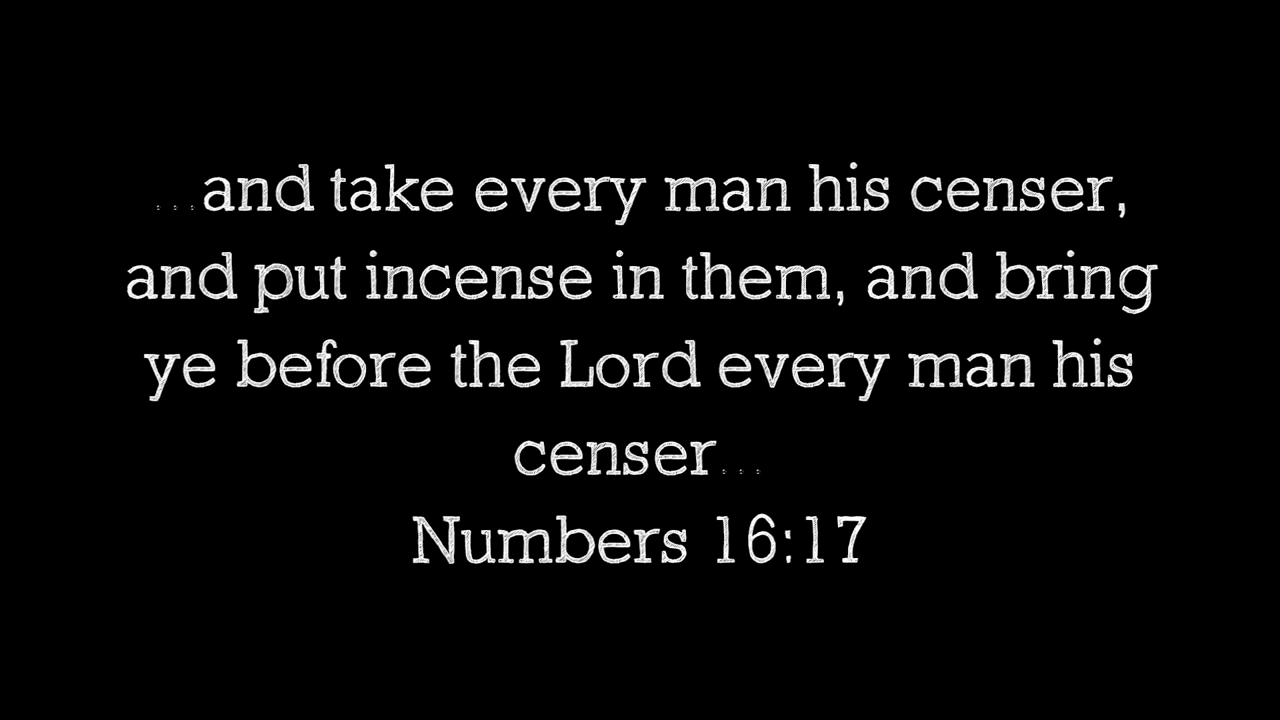 ...and take every man his censer,
and put incense in them, and bring
ye before the Lord every man his
censer...
Numbers 16:17